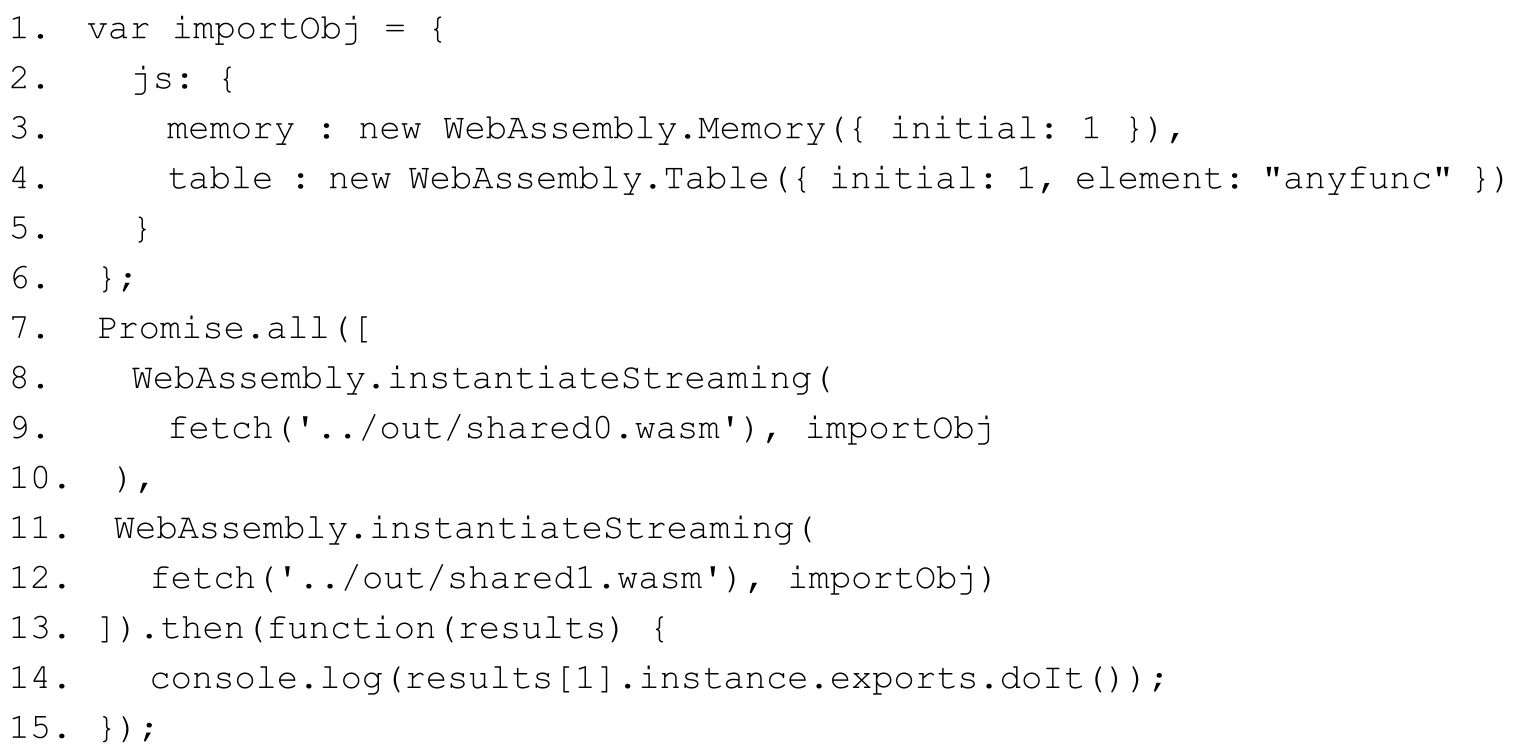 1. var importObj = {
2. js: {
3. memory : new WebAssembly.Memory({ initial: 1 }),
4. table : new WebAssembly.Table({ initial: 1, element: "anyfunc" })
5. }
6. };
7. Promise.all([
8. WebAssembly.instantiateStreaming(
9. fetch('../out/shared0.wasm'), importObj
10. ),
11. WebAssembly.instantiateStreaming(
12. fetch('../out/shared1.wasm'), importObj)
13. ]).then(function(results) {
14. console.log(results[1].instance.exports.doIt());
15. });